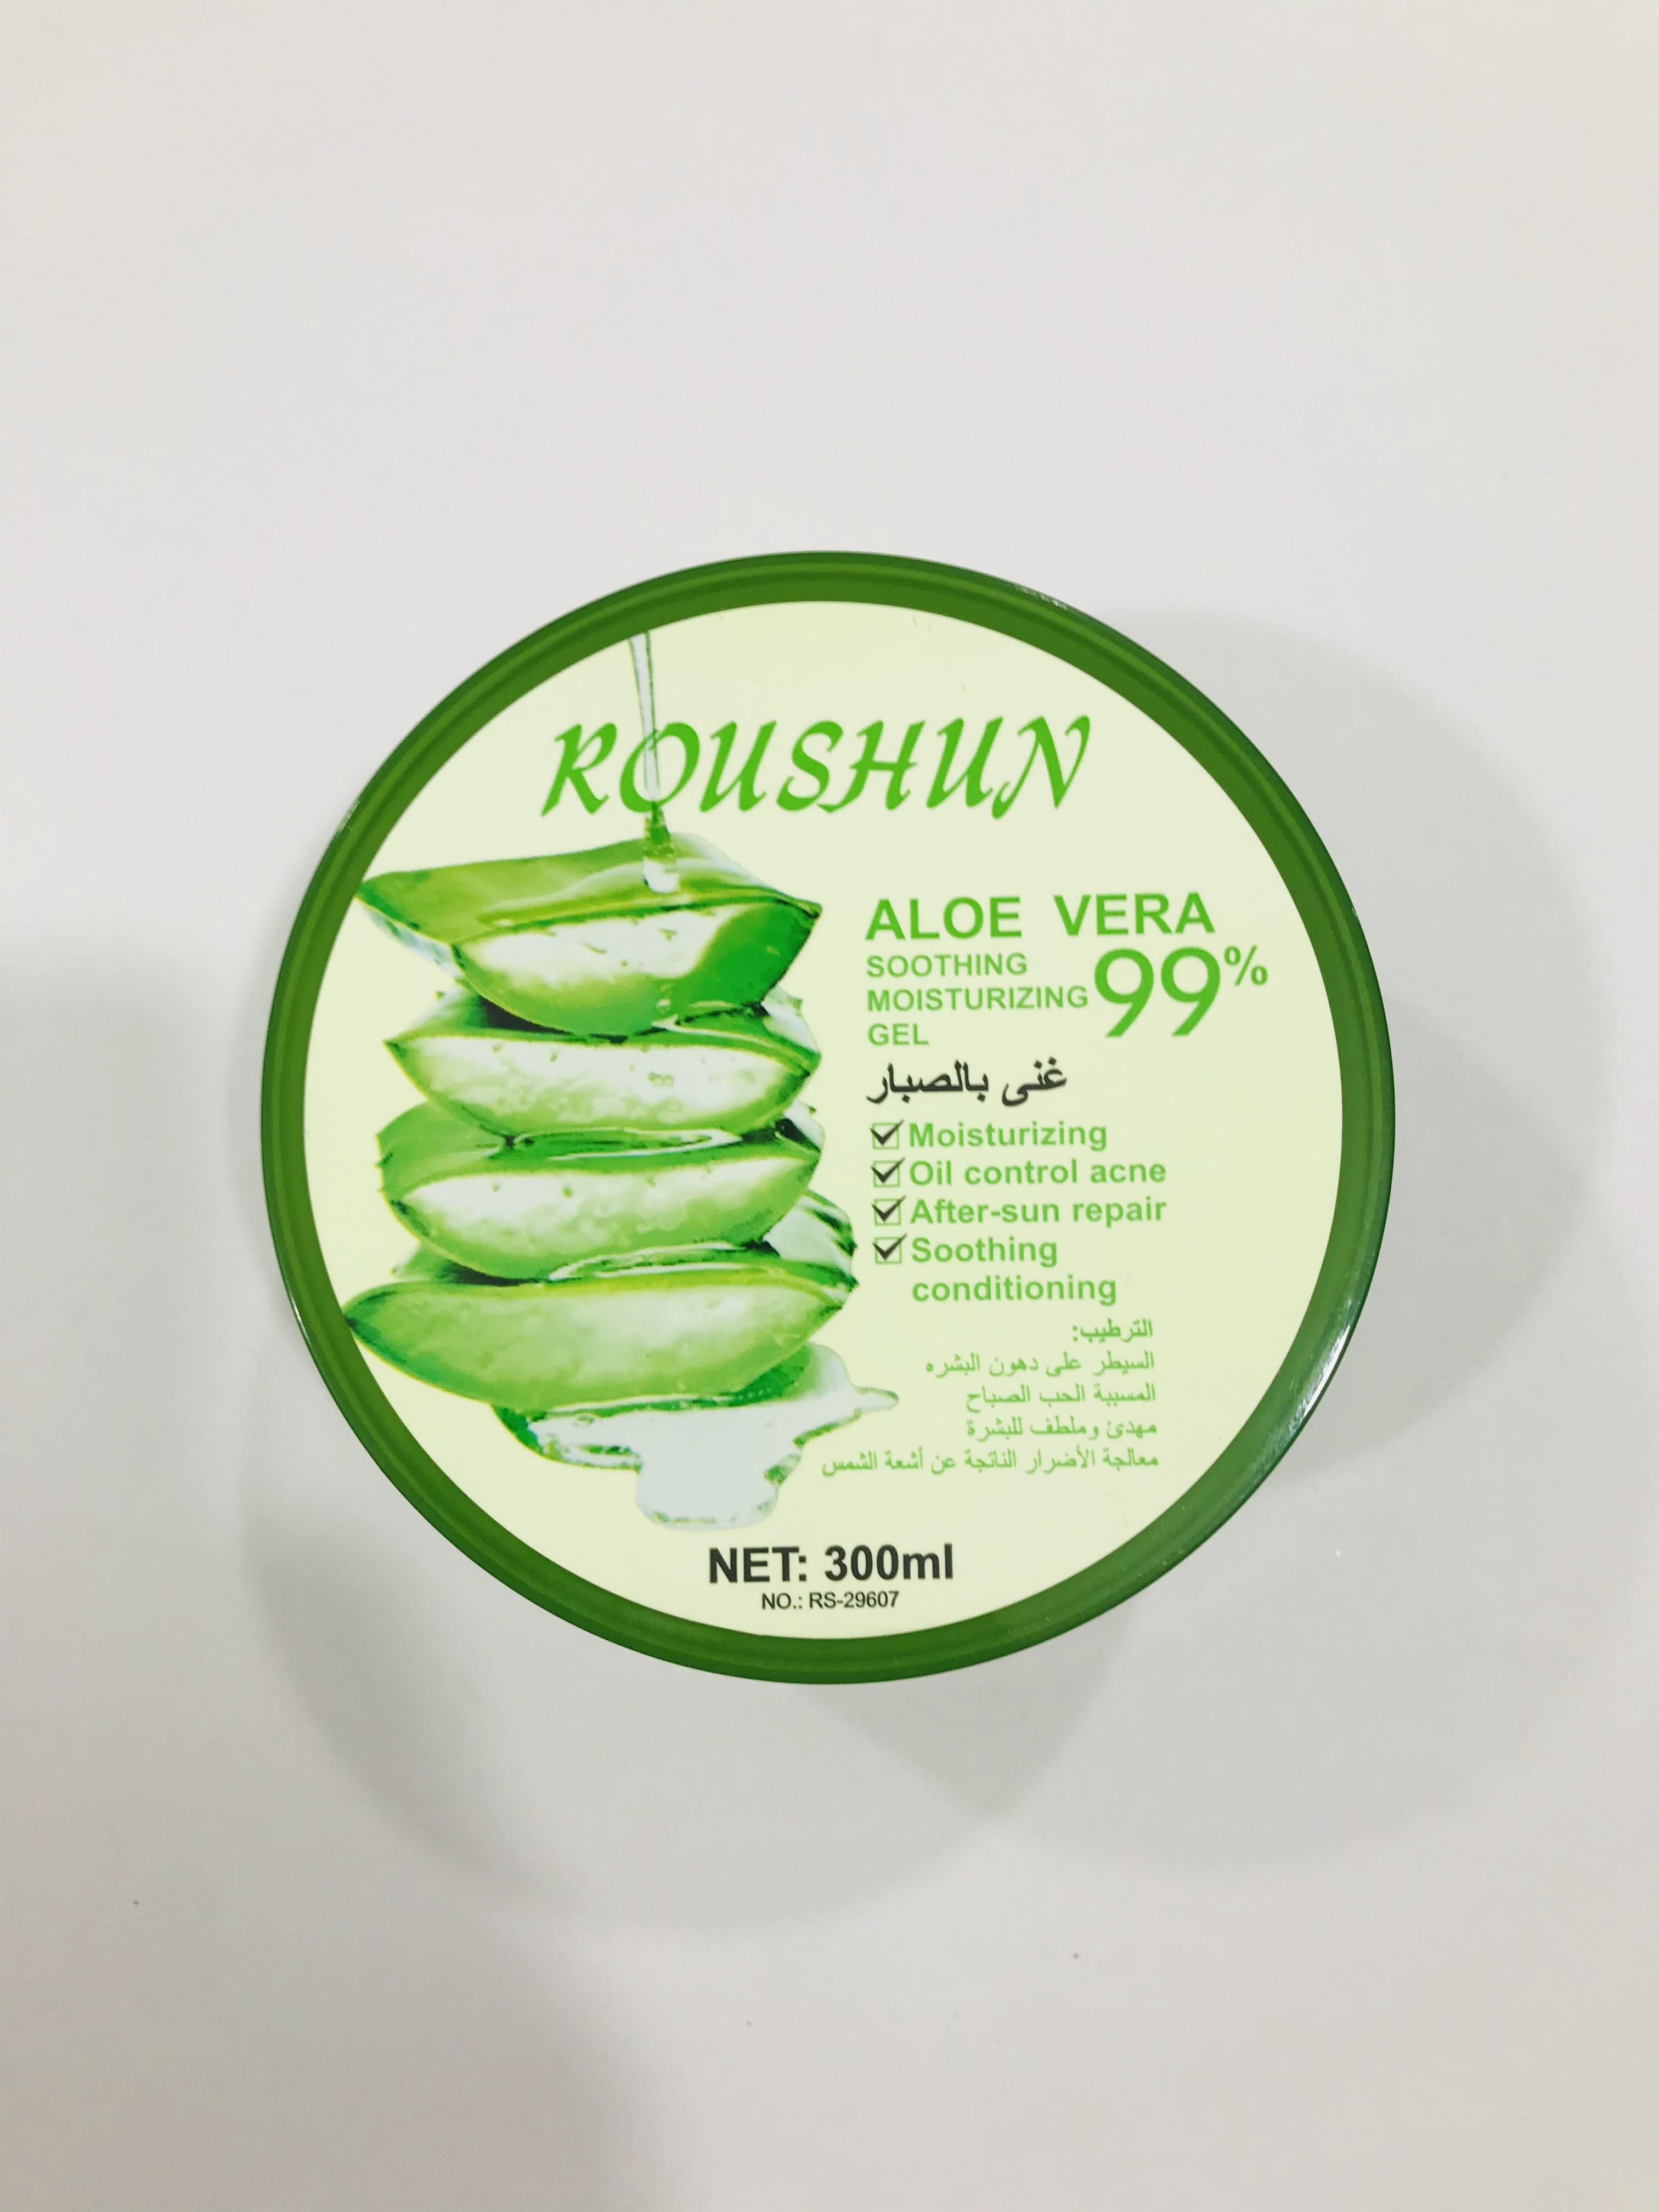 ROUSHUN
ALOE VERA
SOOTHING
MOISTURIZING
GEL
99%
غنى بالصبار
Moisturizing
Oil control acne
After-sun repair
Soothing
conditioning
الترطيب:
السيطر على دهون البشره
المسببة الحب الصباح
مهدئ وملطف للبشرة
معالجة الأضرار الناتجة عن أشعة الشمس
NET: 300ml
NO.: RS-29607